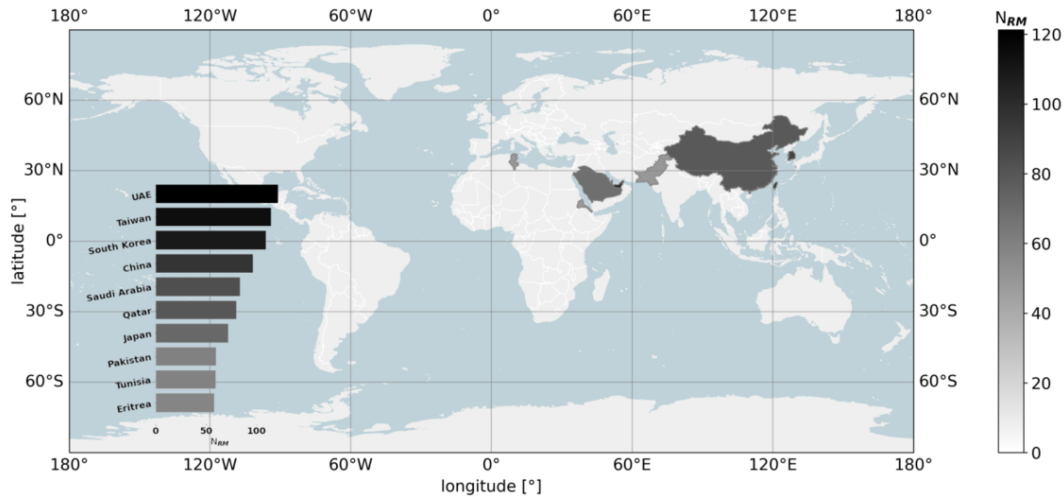 180° 120°W 60°W 0° 60°E 120°E 180°
N_RM
120
100
80
60
40
20
0
60°N 60°N
30°N 30°N
0° 0°
30°S 30°S
60°S 60°S
latitude [°]
UAE
Taiwan
South Korea
China
Saudi Arabia
Qatar
Japan
Pakistan
Tunisia
Eritrea
0 50 100
N_RM
180° 120°W 60°W 0° 60°E 120°E 180°
longitude [°]